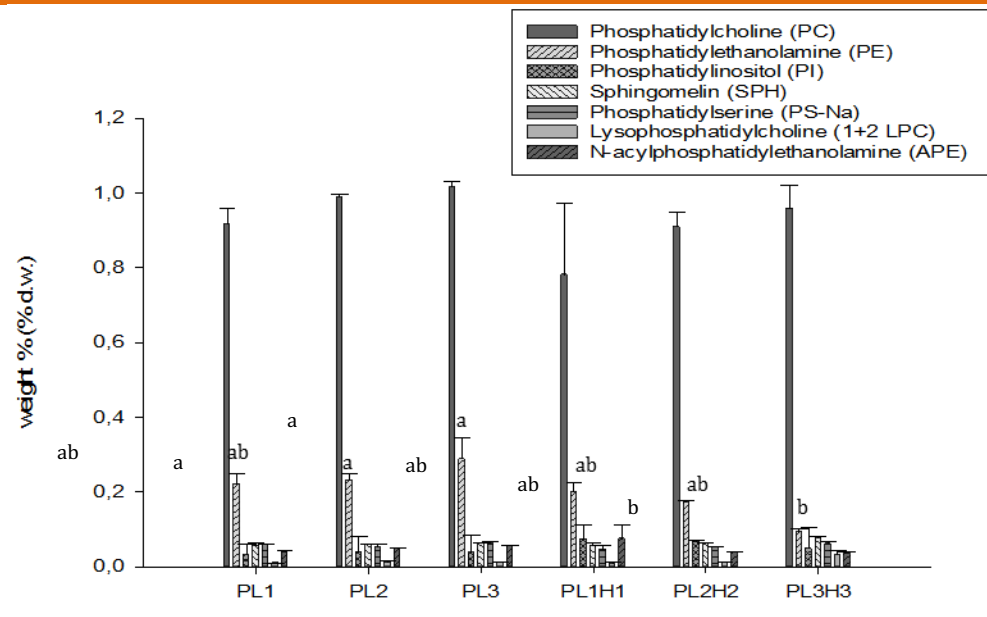 Phosphatidylcholine (PC)
Phosphatidylethanolamine (PE)
Phosphatidylinositol (PI)
Sphingomelin (SPH)
Phosphatidylserine (PS-Na)
Lysophosphatidylcholine (1+2 LPC)
N-acylphosphatidylethanolamine (APE)
weight % (% d.w.)
1,2
1,0
0,8
0,6
0,4
0,2
0,0
ab
a
ab
a
a
ab
a
ab
ab
b
ab
b
PL1
PL2
PL3
PL1H1
PL2H2
PL3H3